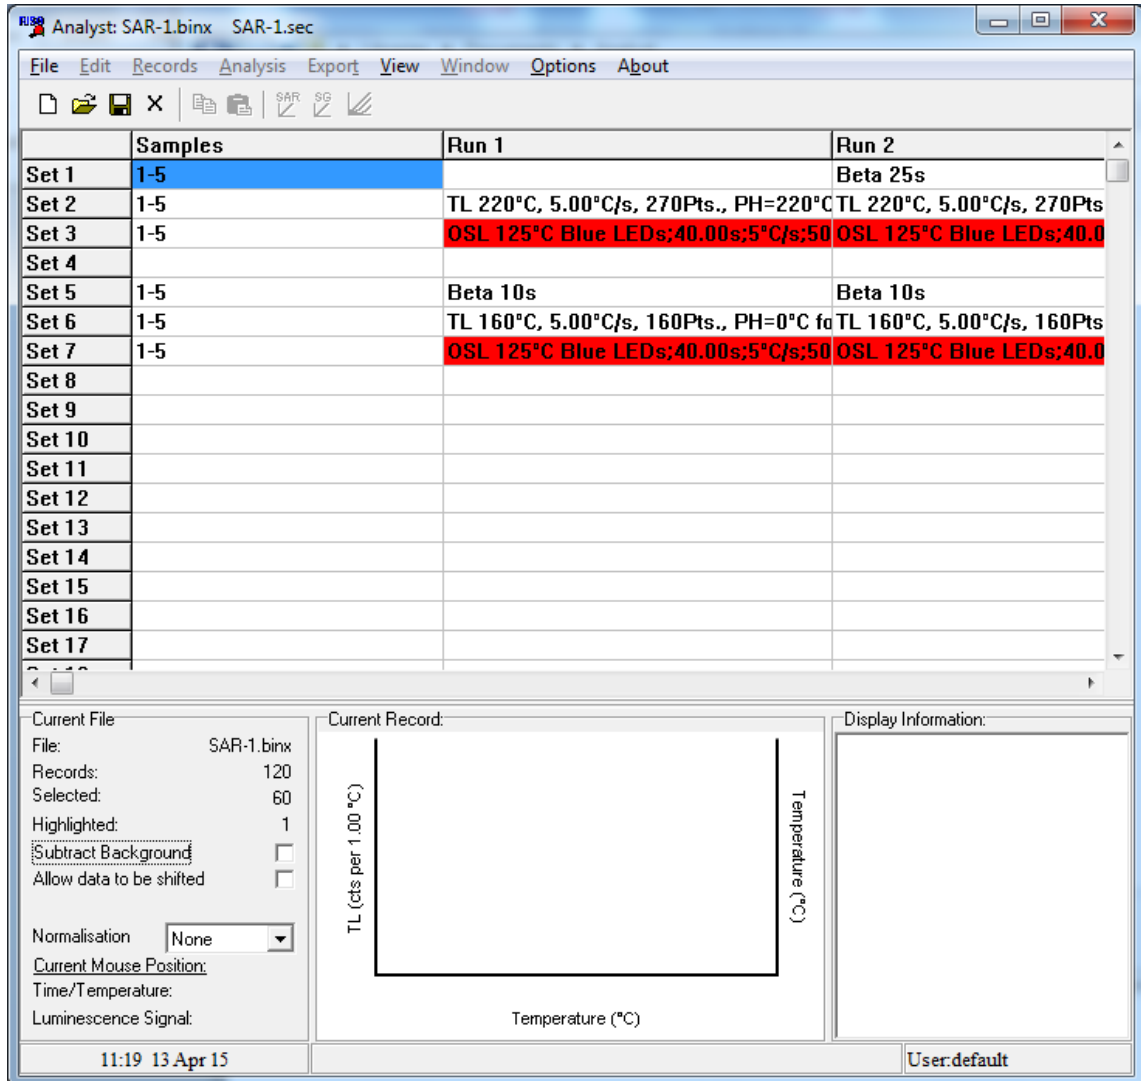 RISØ Analyst: SAR-1.binx SAR-1.sec
File Edit Records Analysis Export View Window Options About
SAR SG
Samples Run 1 Run 2
Set 1 1-5 Beta 25s
Set 2 1-5 TL 220°C, 5.00°C/s, 270Pts., PH=220°C TL 220°C, 5.00°C/s, 270Pts
Set 3 1-5 OSL 125°C Blue LEDs;40.00s;5°C/s;50 OSL 125°C Blue LEDs;40.0
Set 4
Set 5 1-5 Beta 10s Beta 10s
Set 6 1-5 TL 160°C, 5.00°C/s, 160Pts., PH=0°C fo TL 160°C, 5.00°C/s, 160Pts
Set 7 1-5 OSL 125°C Blue LEDs;40.00s;5°C/s;50 OSL 125°C Blue LEDs;40.0
Set 8
Set 9
Set 10
Set 11
Set 12
Set 13
Set 14
Set 15
Set 16
Set 17
Current File
File: SAR-1.binx
Records: 120
Selected: 60
Highlighted: 1
Subtract Background
Allow data to be shifted
Normalisation None
Current Mouse Position:
Time/Temperature:
Luminescence Signal:
Current Record:
TL (cts per 1.00 °C)
Temperature (°C)
Temperature (°C)
Display Information:
11:19 13 Apr 15 User:default